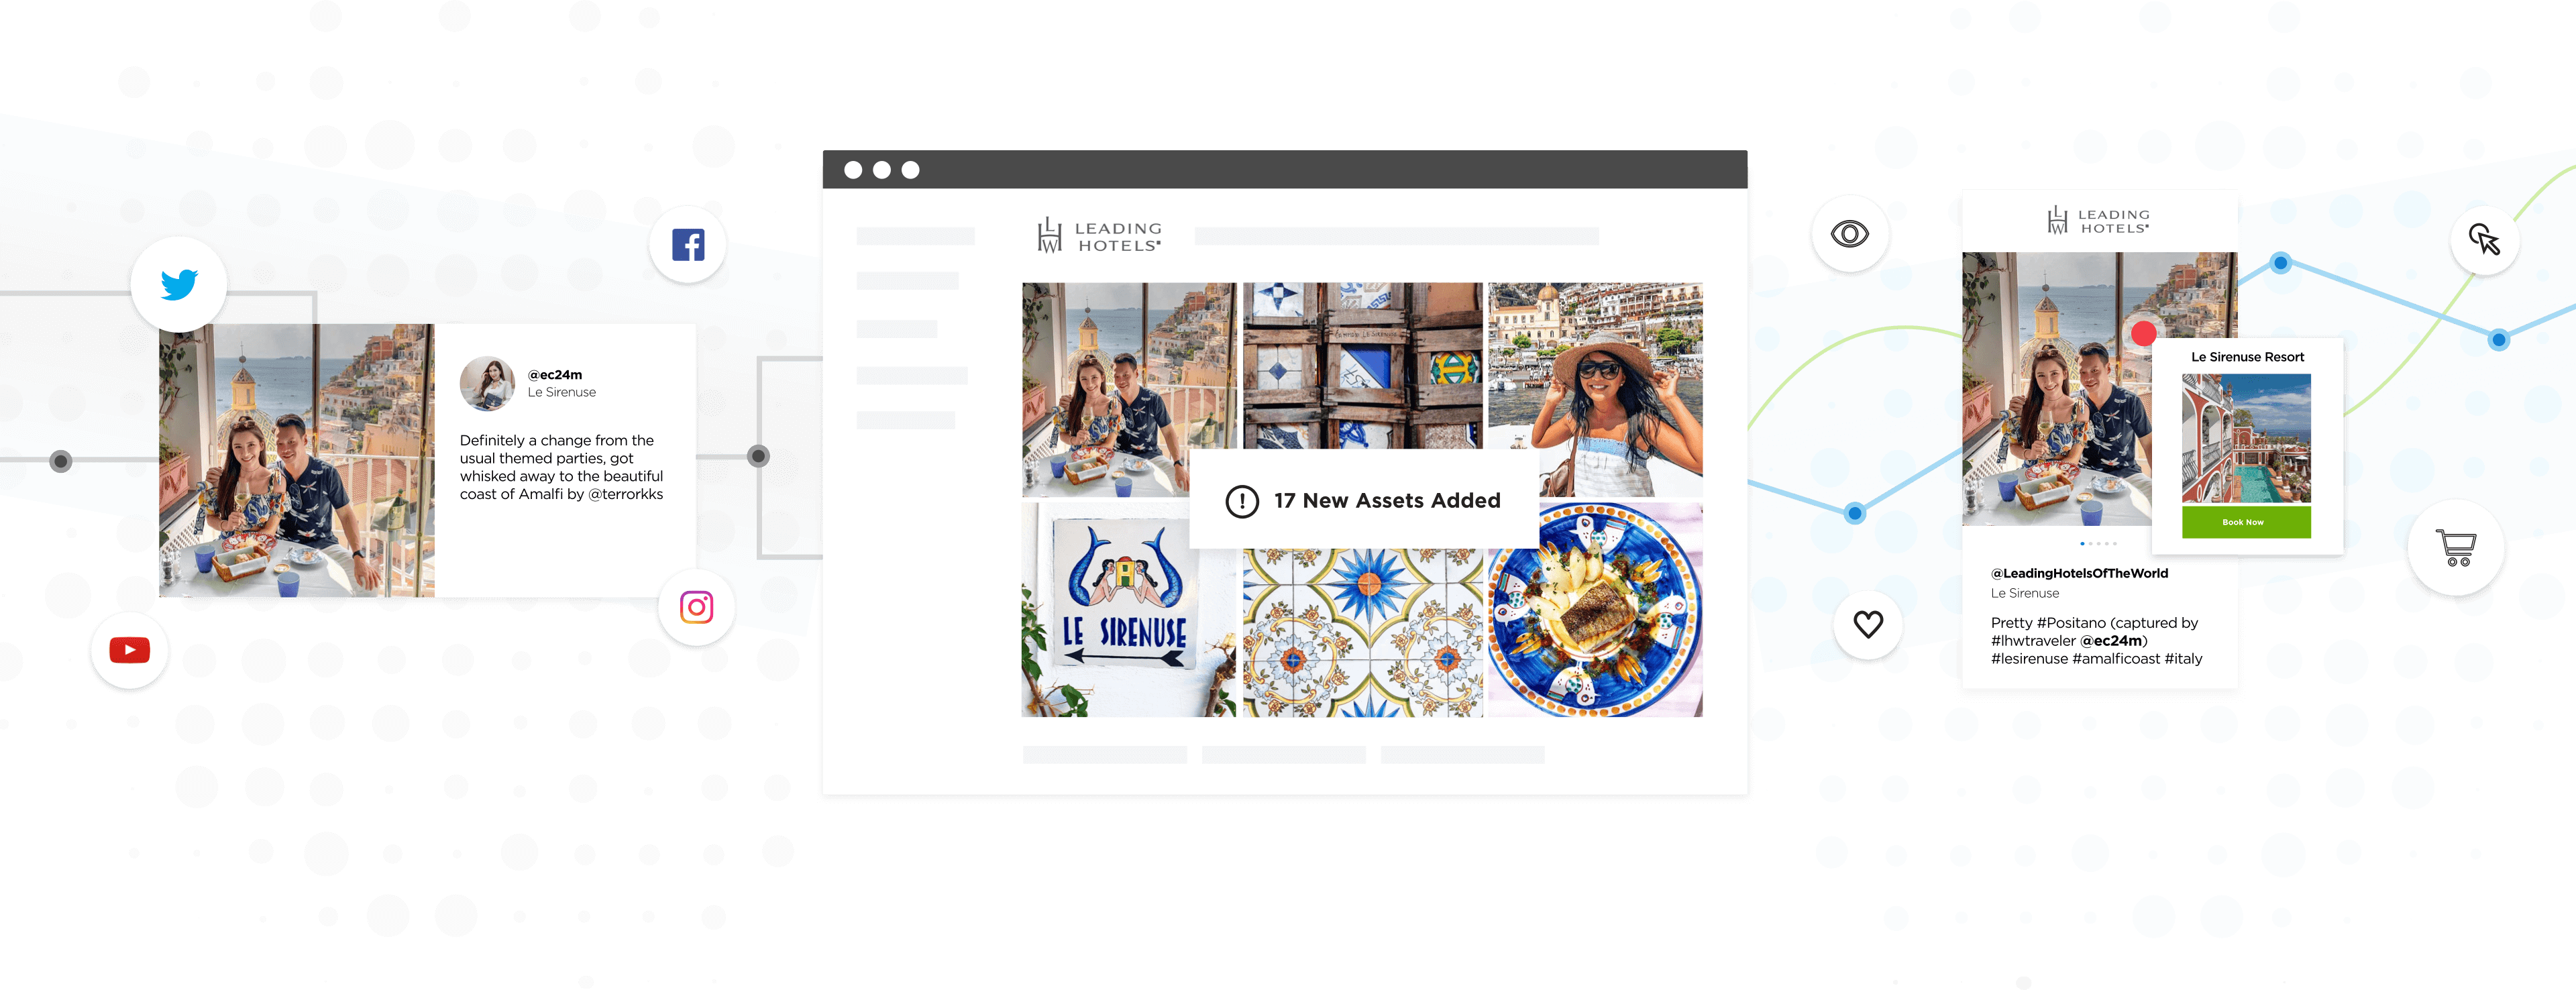 @ec24m
Le Sirenuse
Definitely a change from the
usual themed parties, got
whisked away to the beautiful
coast of Amalfi by @terrorkks
LHW
LEADING
HOTELS
17 New Assets Added
LE SIRENUSE
LHW
LEADING
HOTELS
Le Sirenuse Resort
Book Now
@LeadingHotelsOfTheWorld
Le Sirenuse
Pretty #Positano (captured by
#lhwtraveler @ec24m)
#lesirenuse #amalficoast #italy